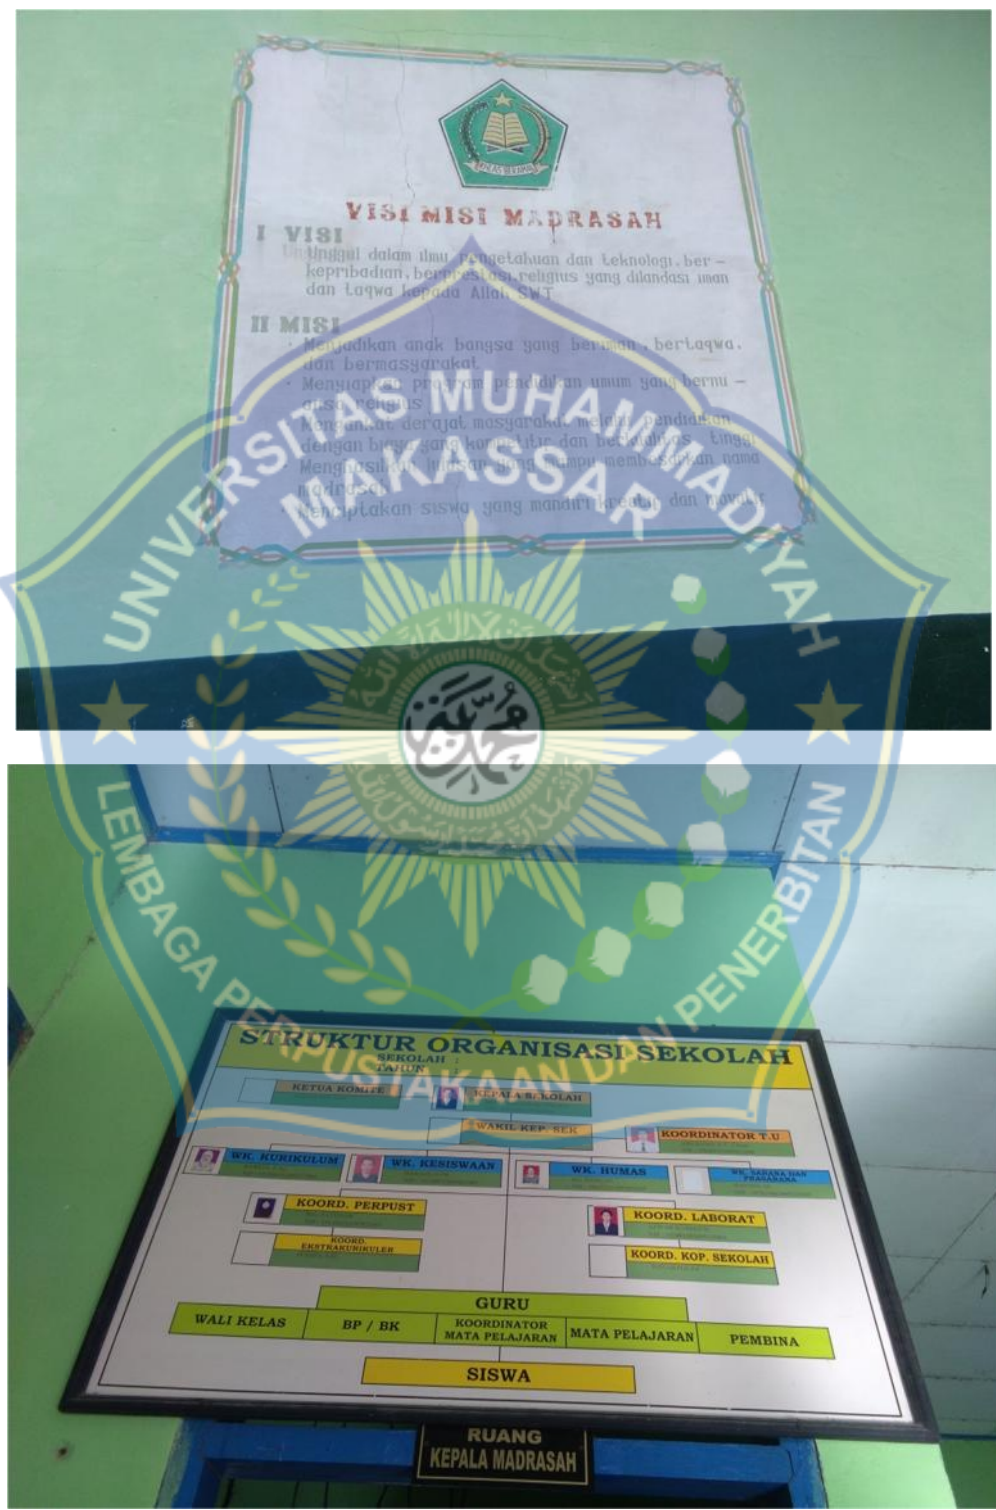 IKHLAS BERAMAL
VISI MISI MADRASAH
I VISI
Unggul dalam ilmu pengetahuan dan teknologi, ber-
kepribadian, berprestasi, religius yang dilandasi iman
dan taqwa kepada Allah SWT
II MISI
· Menjadikan anak bangsa yang beriman, bertaqwa,
dan bermasyarakat
· Menyiapkan program pendidikan umum yang bernu-
ansa religius
· Mengankat derajat masyarakat melalui pendidikan
dengan biaya yang kompetitif dan berkualitas tinggi
· Menghasilkan lulusan yang mampu membesarkan nama
madrasah
· Menciptakan siswa yang mandiri kreatif dan
UNIVERSITAS MUHAMMADIYAH
MAKASSAR
محمد
LEMBAGA PERPUSTAKAAN DAN PENERBITAN
STRUKTUR ORGANISASI SEKOLAH
SEKOLAH :
TAHUN :
KETUA KOMITE
KEPALA SEKOLAH
WAKIL KEP. SEK
KOORDINATOR T.U
WK. KURIKULUM
WK. KESISWAAN
WK. HUMAS
WK. SARANA DAN
PRASARANA
KOORD. PERPUST
KOORD. LABORAT
KOORD.
EKSTRAKURIKULER
KOORD. KOP. SEKOLAH
GURU
WALI KELAS
BP / BK
KOORDINATOR
MATA PELAJARAN
MATA PELAJARAN
PEMBINA
SISWA
RUANG
KEPALA MADRASAH